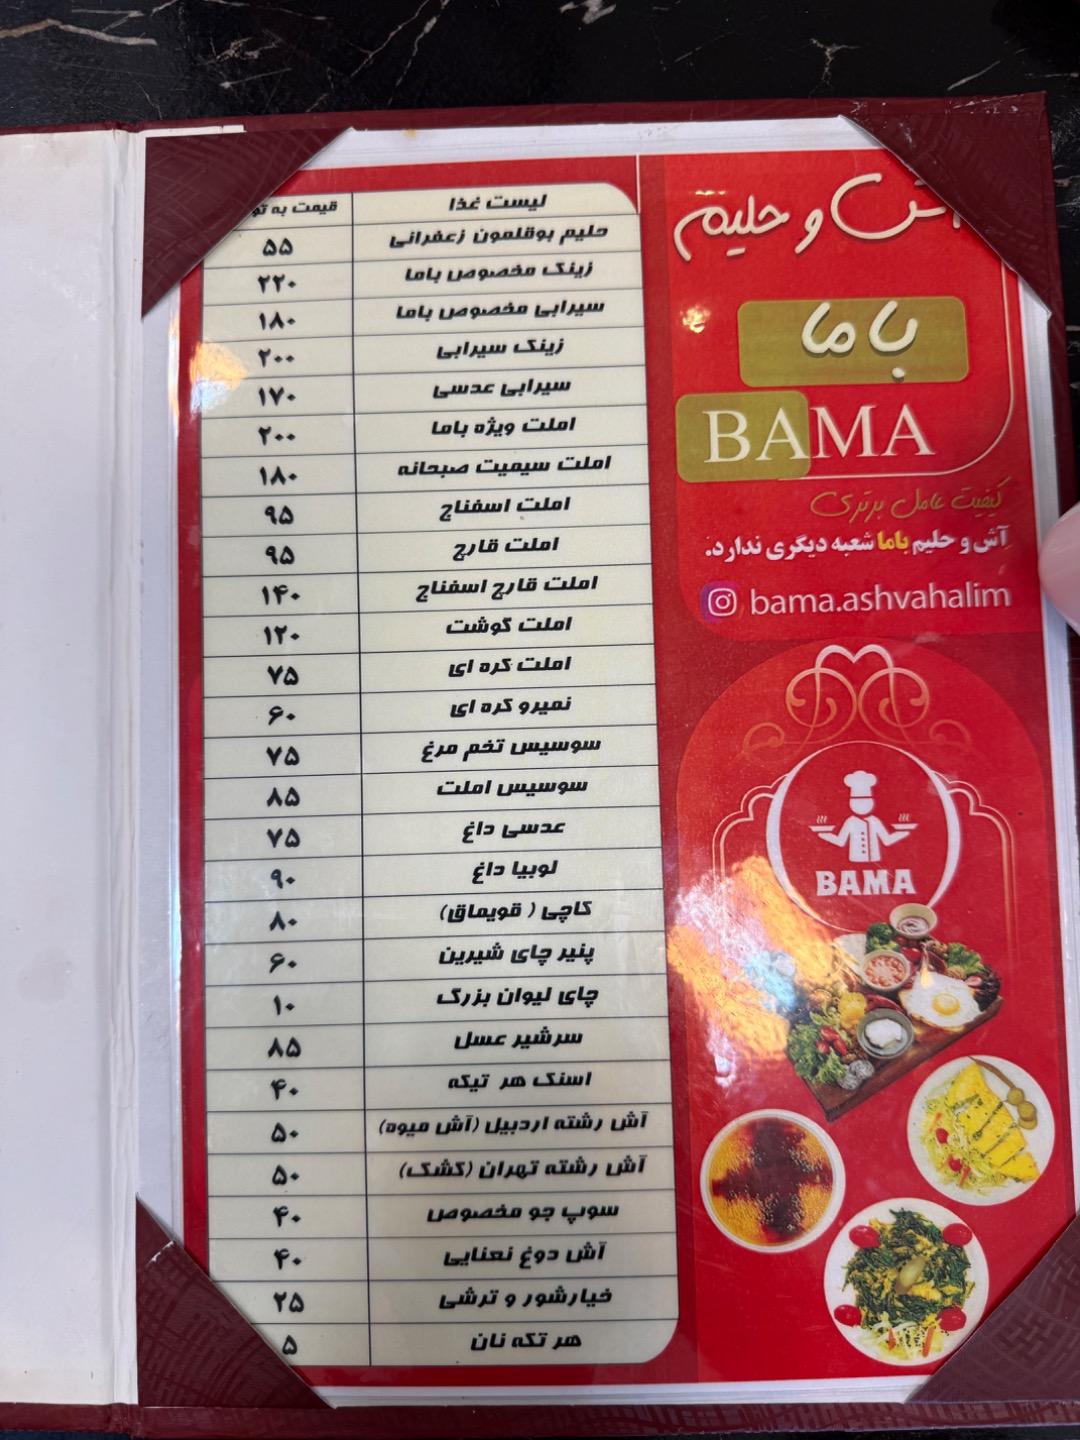 آش و حلیم
باما
BAMA
کیفیت عامل برتری
آش و حلیم باما شعبه دیگری ندارد.
bama.ashvahalim
BAMA
لیست غذا قیمت به
حلیم بوقلمون زعفرانی ۵۵
زینک مخصوص باما ۲۲۰
سیرابی مخصوص باما ۱۸۰
زینک سیرابی ۲۰۰
سیرابی عدسی ۱۷۰
املت ویژه باما ۲۰۰
املت سیمیت صبحانه ۱۸۰
املت اسفناج ۹۵
املت قارچ ۹۵
املت قارچ اسفناج ۱۴۰
املت گوشت ۱۲۰
املت کره ای ۷۵
نمیرو کره ای ۶۰
سوسیس تخم مرغ ۷۵
سوسیس املت ۸۵
عدسی داغ ۷۵
لوبیا داغ ۹۰
کاچی ( قویماق) ۸۰
پنیر چای شیرین ۶۰
چای لیوان بزرگ ۱۰
سرشیر عسل ۸۵
اسنک هر تیکه ۴۰
آش رشته اردبیل (آش میوه) ۵۰
آش رشته تهران (کشک) ۵۰
سوپ جو مخصوص ۴۰
آش دوغ نعنایی ۴۰
خیارشور و ترشی ۲۵
هر تکه نان ۵